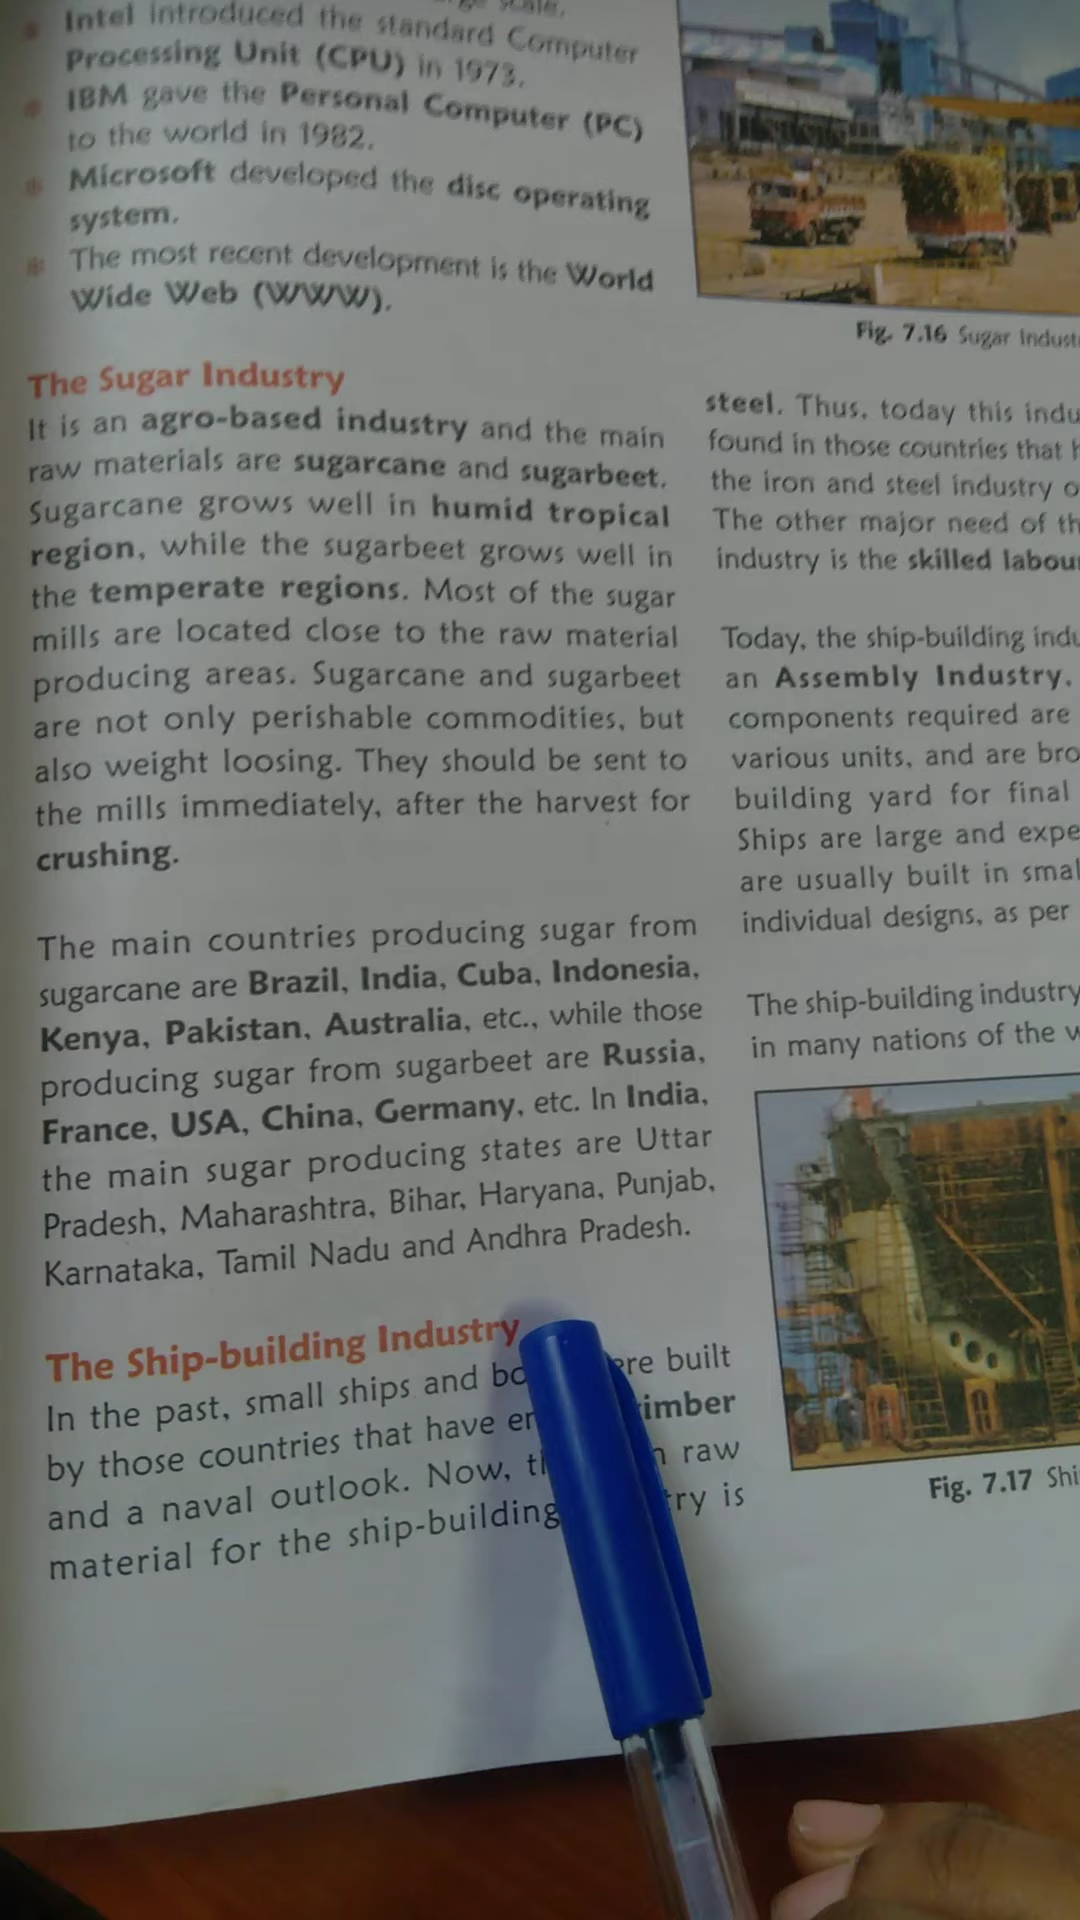 Intel introduced the standard Computer
Processing Unit (CPU) in 1973.
IBM gave the Personal Computer (PC)
to the world in 1982.
Microsoft developed the disc operating
system.
The most recent development is the World
Wide Web (WWW).
The Sugar Industry
It is an agro-based industry and the main
raw materials are sugarcane and sugarbeet.
Sugarcane grows well in humid tropical
region, while the sugarbeet grows well in
the temperate regions. Most of the sugar
mills are located close to the raw material
producing areas. Sugarcane and sugarbeet
are not only perishable commodities, but
also weight loosing. They should be sent to
the mills immediately, after the harvest for
crushing.
The main countries producing sugar from
sugarcane are Brazil, India, Cuba, Indonesia,
Kenya, Pakistan, Australia, etc., while those
producing sugar from sugarbeet are Russia,
France, USA, China, Germany, etc. In India,
the main sugar producing states are Uttar
Pradesh, Maharashtra, Bihar, Haryana, Punjab,
Karnataka, Tamil Nadu and Andhra Pradesh.
The Ship-building Industry
In the past, small ships and built
by those countries that have
and a naval outlook. Now, raw
material for the ship-building is
Fig. 7.16 Sugar
steel. Thus, today this
found in those countries that
the iron and steel industry
The other major need of
industry is the skilled
Today, the ship-building
an Assembly Industry,
components required are
various units, and are
building yard for final
Ships are large and
are usually built in
individual designs, as per
The ship-building industry
in many nations of the
Fig. 7.17